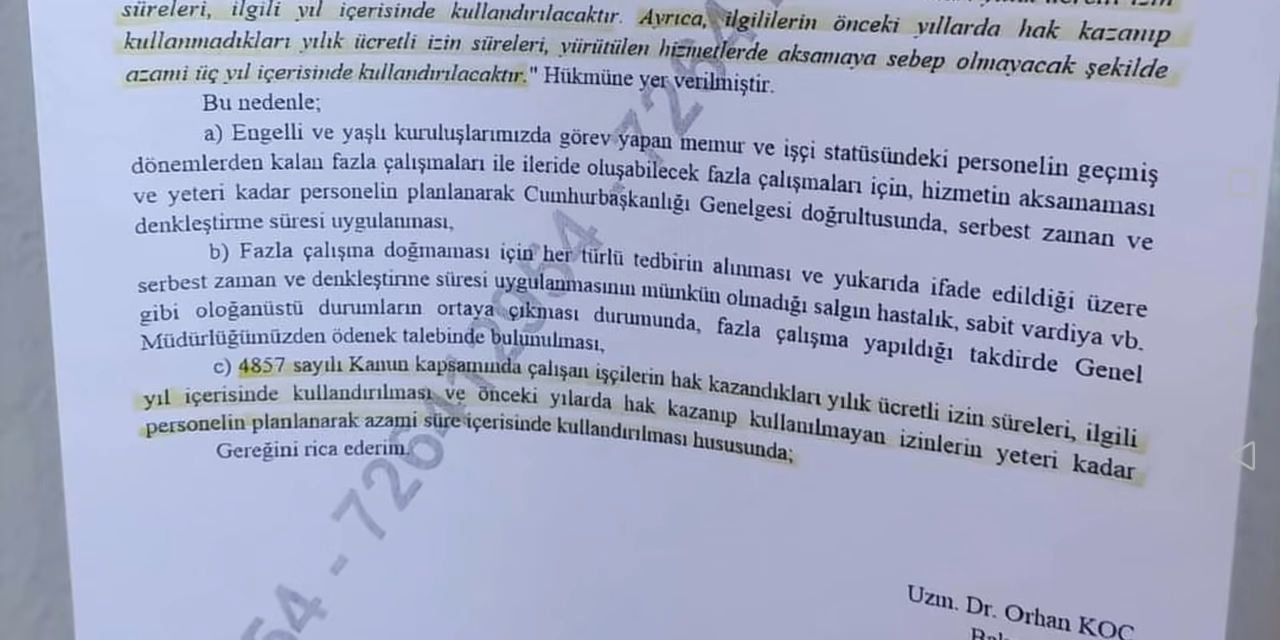 süreleri, ilgili yıl içerisinde kullandırılacaktır. Ayrıca, ilgililerin önceki yıllarda hak kazanıp
kullanmadıkları yıllık ücretli izin süreleri, yürütülen hizmetlerde aksamaya sebep olmayacak şekilde
azami üç yıl içerisinde kullandırılacaktır." Hükmüne yer verilmiştir.
Bu nedenle;
a) Engelli ve yaşlı kuruluşlarımızda görev yapan memur ve işçi statüsündeki personelin geçmiş
dönemlerden kalan fazla çalışmaları ile ileride oluşabilecek fazla çalışmaları için, hizmetin aksamaması
ve yeteri kadar personelin planlanarak Cumhurbaşkanlığı Genelgesi doğrultusunda, serbest zaman ve
denkleştirme süresi uygulanması,
b) Fazla çalışma doğmaması için her türlü tedbirin alınması ve yukarıda ifade edildiği üzere
serbest zaman ve denkleştirme süresi uygulanmasının mümkün olmadığı salgın hastalık, sabit vardiya vb.
gibi oloğanüstü durumların ortaya çıkması durumunda, fazla çalışma yapıldığı takdirde Genel
Müdürlüğümüzden ödenek talebinde bulunulması,
c) 4857 sayılı Kanun kapsamında çalışan işçilerin hak kazandıkları yıllık ücretli izin süreleri, ilgili
yıl içerisinde kullandırılması ve önceki yılarda hak kazanıp kullanılmayan izinlerin yeteri kadar
personelin planlanarak azami süre içerisinde kullandırılması hususunda;
Gereğini rica ederim.
Uzm. Dr. Orhan KOÇ